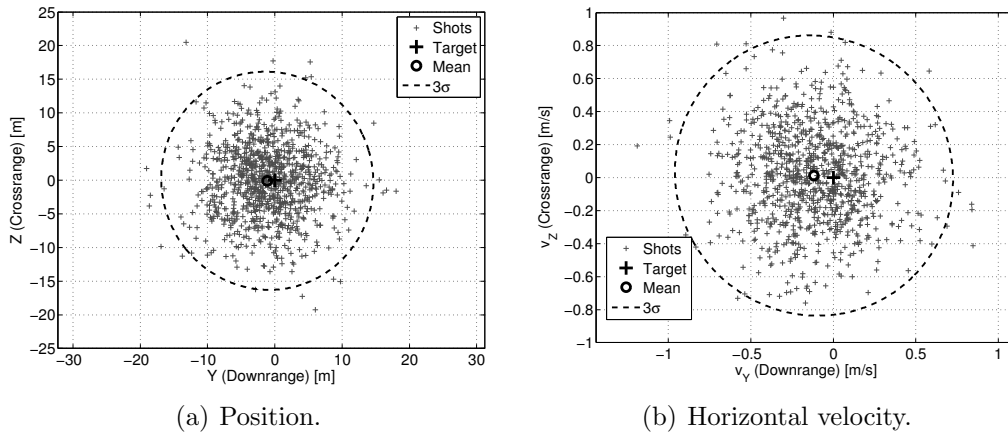 25
20
15
10
5
0
−5
−10
−15
−20
−25
−30 −20 −10 0 10 20 30
Z (Crossrange) [m]
Y (Downrange) [m]
Shots
Target
Mean
3σ
(a) Position.
1
0.8
0.6
0.4
0.2
0
−0.2
−0.4
−0.6
−0.8
−1
−1 −0.5 0 0.5 1
v_Z (Crossrange) [m/s]
v_Y (Downrange) [m/s]
Shots
Target
Mean
3σ
(b) Horizontal velocity.